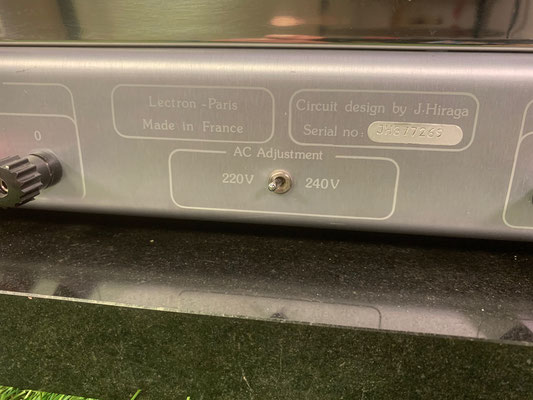 Lectron - Paris
Made in France
Circuit design by J·Hiraga
Serial no:
AC Adjustment
220V 240V
0